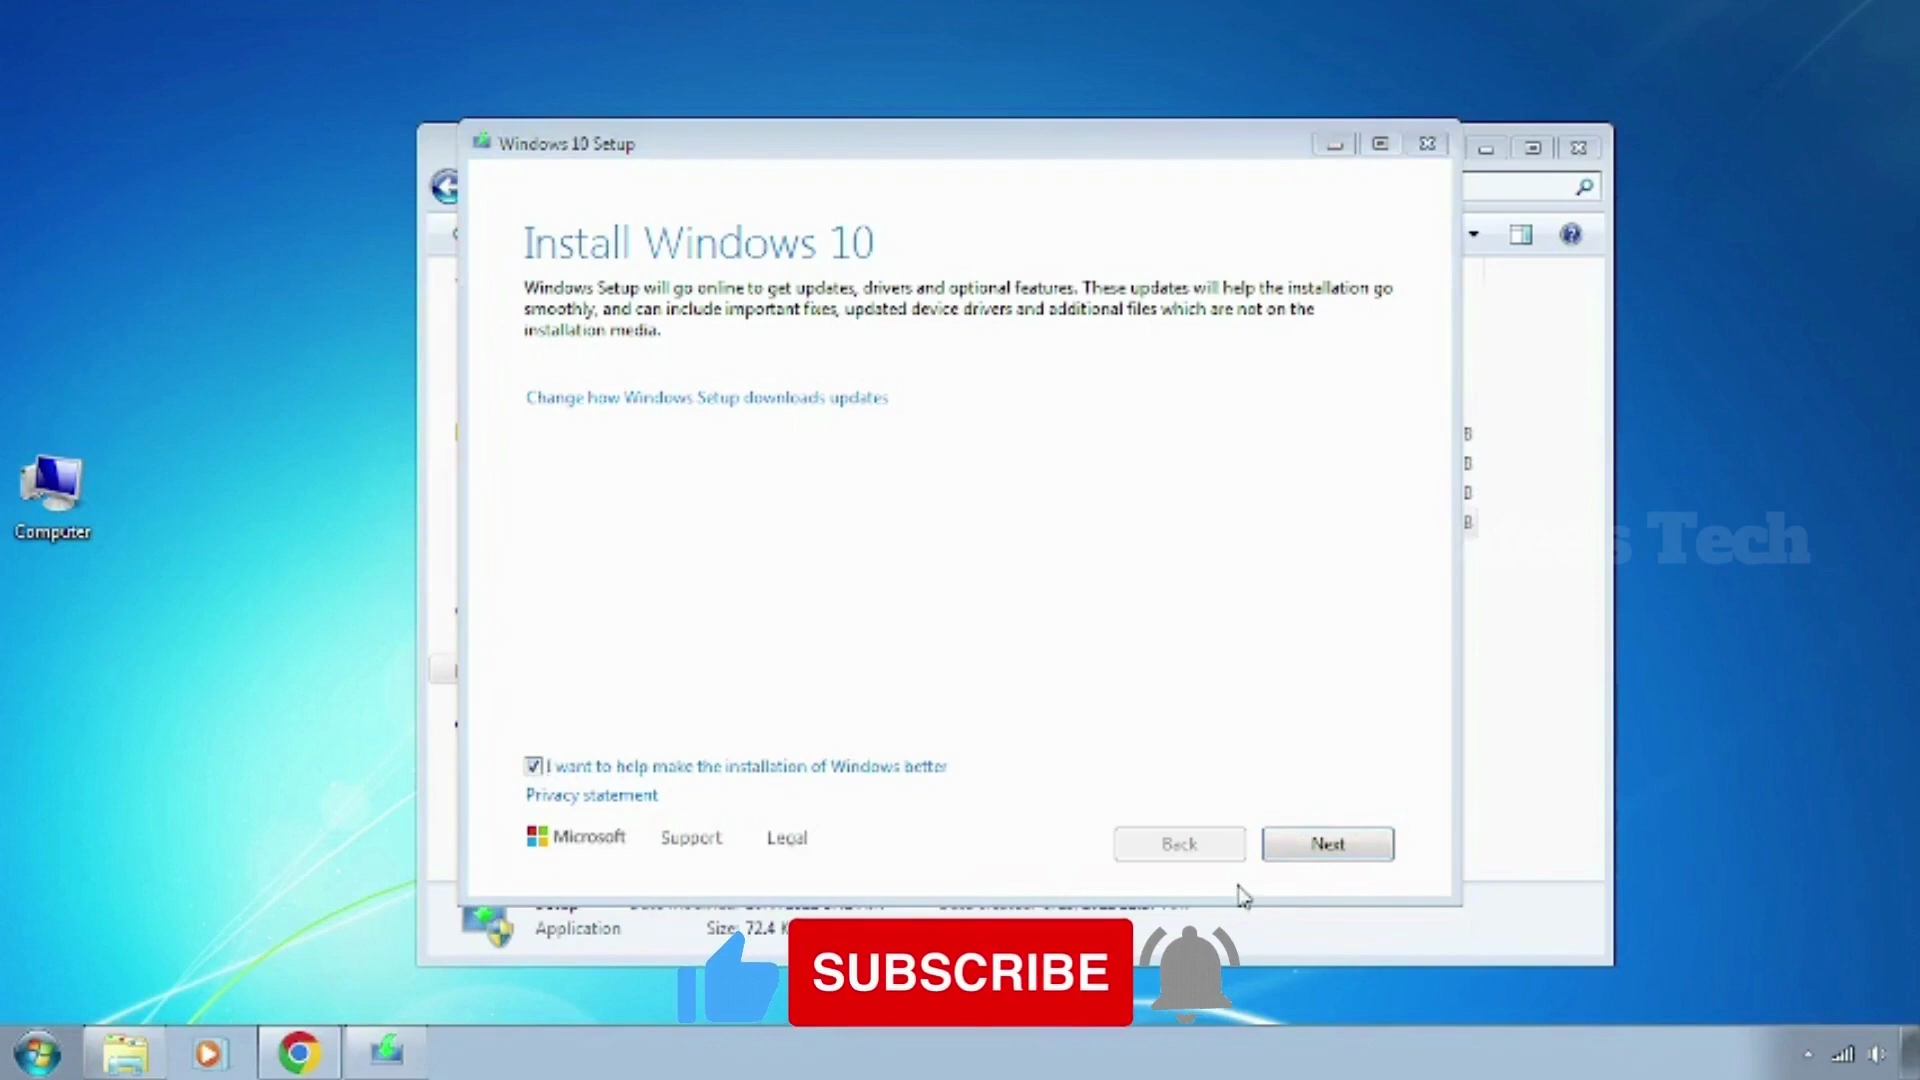 Windows 10 Setup
Install Windows 10
Windows Setup will go online to get updates, drivers and optional features. These updates will help the installation go
smoothly, and can include important fixes, updated device drivers and additional files which are not on the
installation media.
Change how Windows Setup downloads updates
Computer
Tech
I want to help make the installation of Windows better
Privacy statement
Microsoft Support Legal
Back Next
Application Size: 72.4
SUBSCRIBE